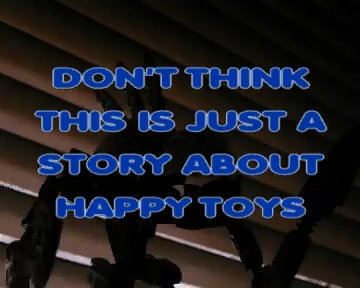 DON'T THINK
THIS IS JUST A
STORY ABOUT
HAPPY TOYS